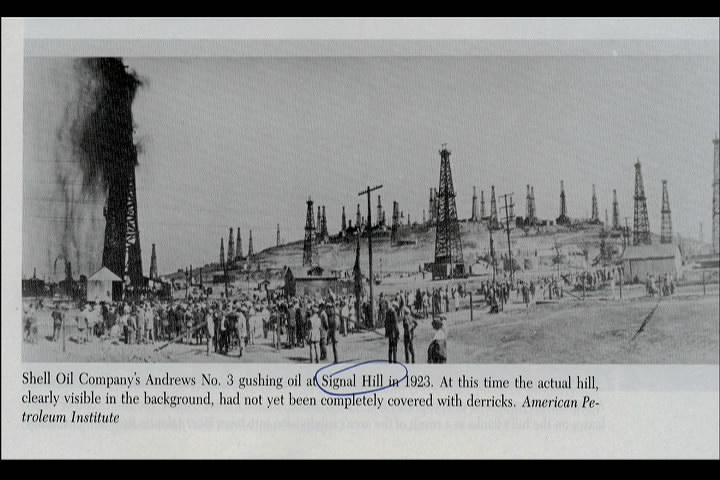 Shell Oil Company's Andrews No. 3 gushing oil at Signal Hill in 1923. At this time the actual hill,
clearly visible in the background, had not yet been completely covered with derricks. American Pe-
troleum Institute